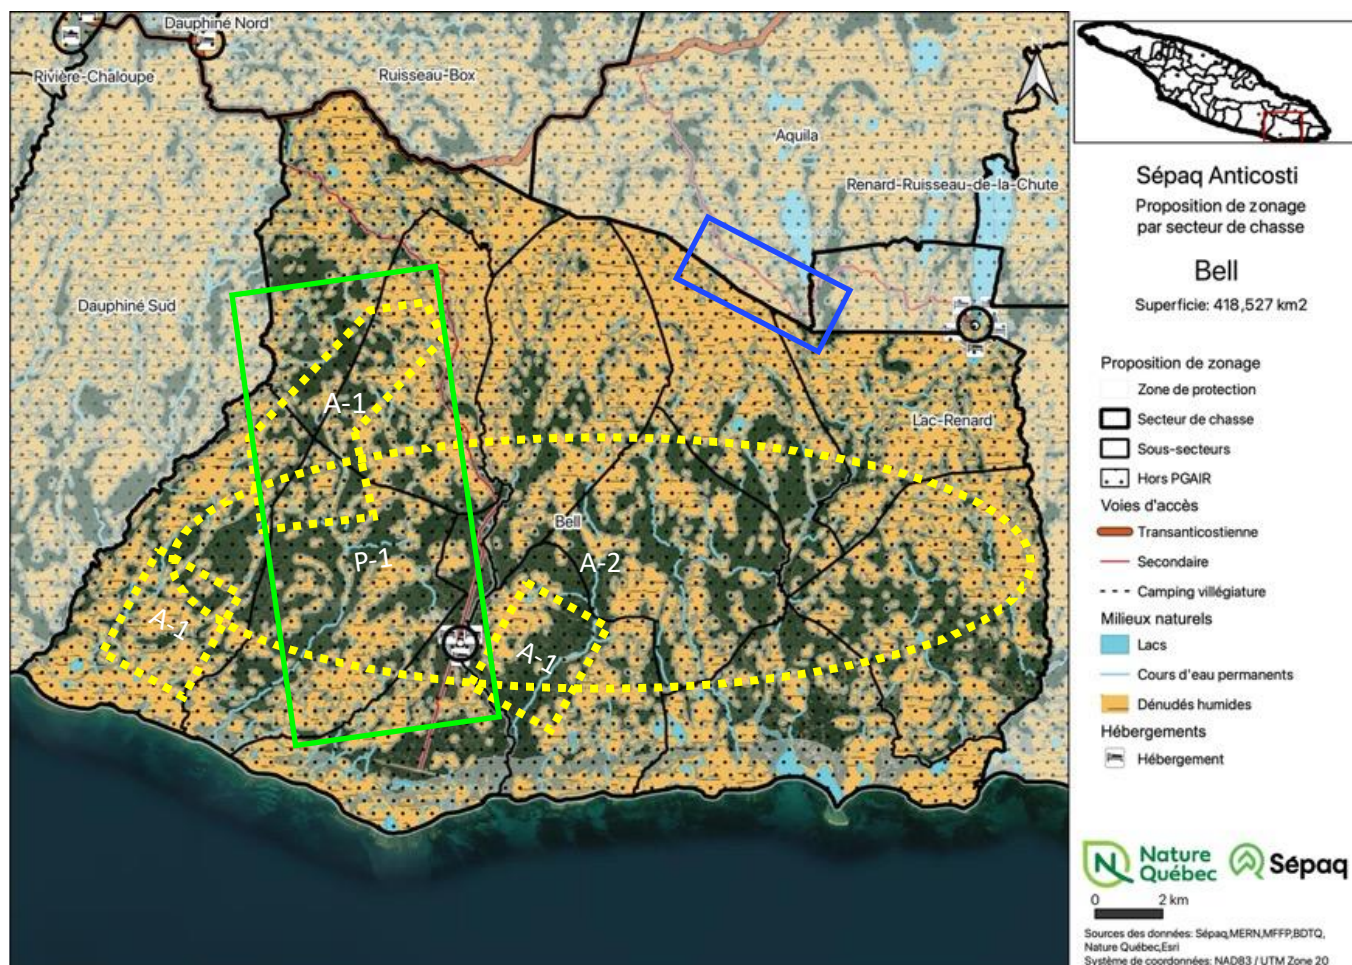 Dauphiné Nord
Rivière-Chaloupe
Ruisseau-Box
Aquila
Renard-Ruisseau-de-la-Chute
Dauphiné Sud
A-1
Lac-Renard
Bell
P-1
A-2
A-1
A-1
Sépaq Anticosti
Proposition de zonage
par secteur de chasse
Bell
Superficie: 418,527 km2
Proposition de zonage
Zone de protection
Secteur de chasse
Sous-secteurs
Hors PGAIR
Voies d'accès
Transanticostienne
Secondaire
Camping villégiature
Milieux naturels
Lacs
Cours d'eau permanents
Dénudés humides
Hébergements
Hébergement
Nature
Québec
Sépaq
0 2 km
Sources des données: Sépaq,MERN,MFFP,BDTQ,
Nature Québec,Esri
Système de coordonnées: NAD83 / UTM Zone 20